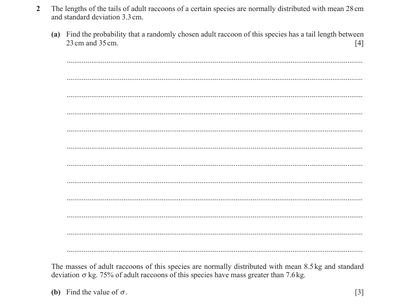 2 The lengths of the tails of adult raccoons of a certain species are normally distributed with mean 28 cm
and standard deviation 3.3 cm.
(a) Find the probability that a randomly chosen adult raccoon of this species has a tail length between
23 cm and 35 cm. [4]
The masses of adult raccoons of this species are normally distributed with mean 8.5 kg and standard
deviation σ kg. 75% of adult raccoons of this species have mass greater than 7.6 kg.
(b) Find the value of σ. [3]